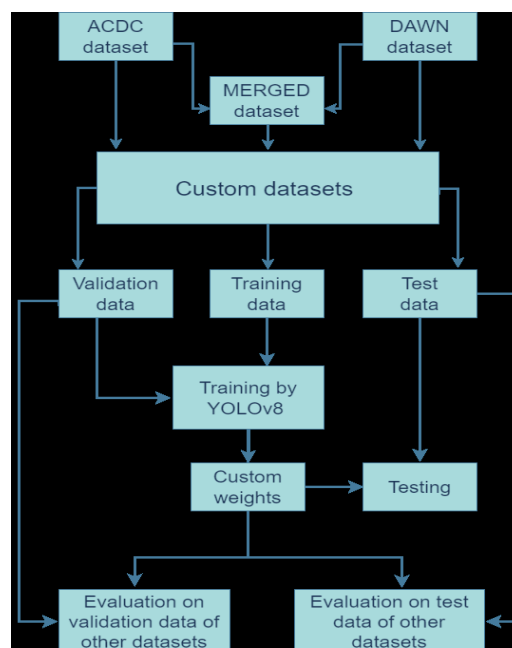 ACDC
dataset
DAWN
dataset
MERGED
dataset
Custom datasets
Validation
data
Training
data
Test
data
Training by
YOLOv8
Custom
weights
Testing
Evaluation on
validation data of
other datasets
Evaluation on test
data of other
datasets